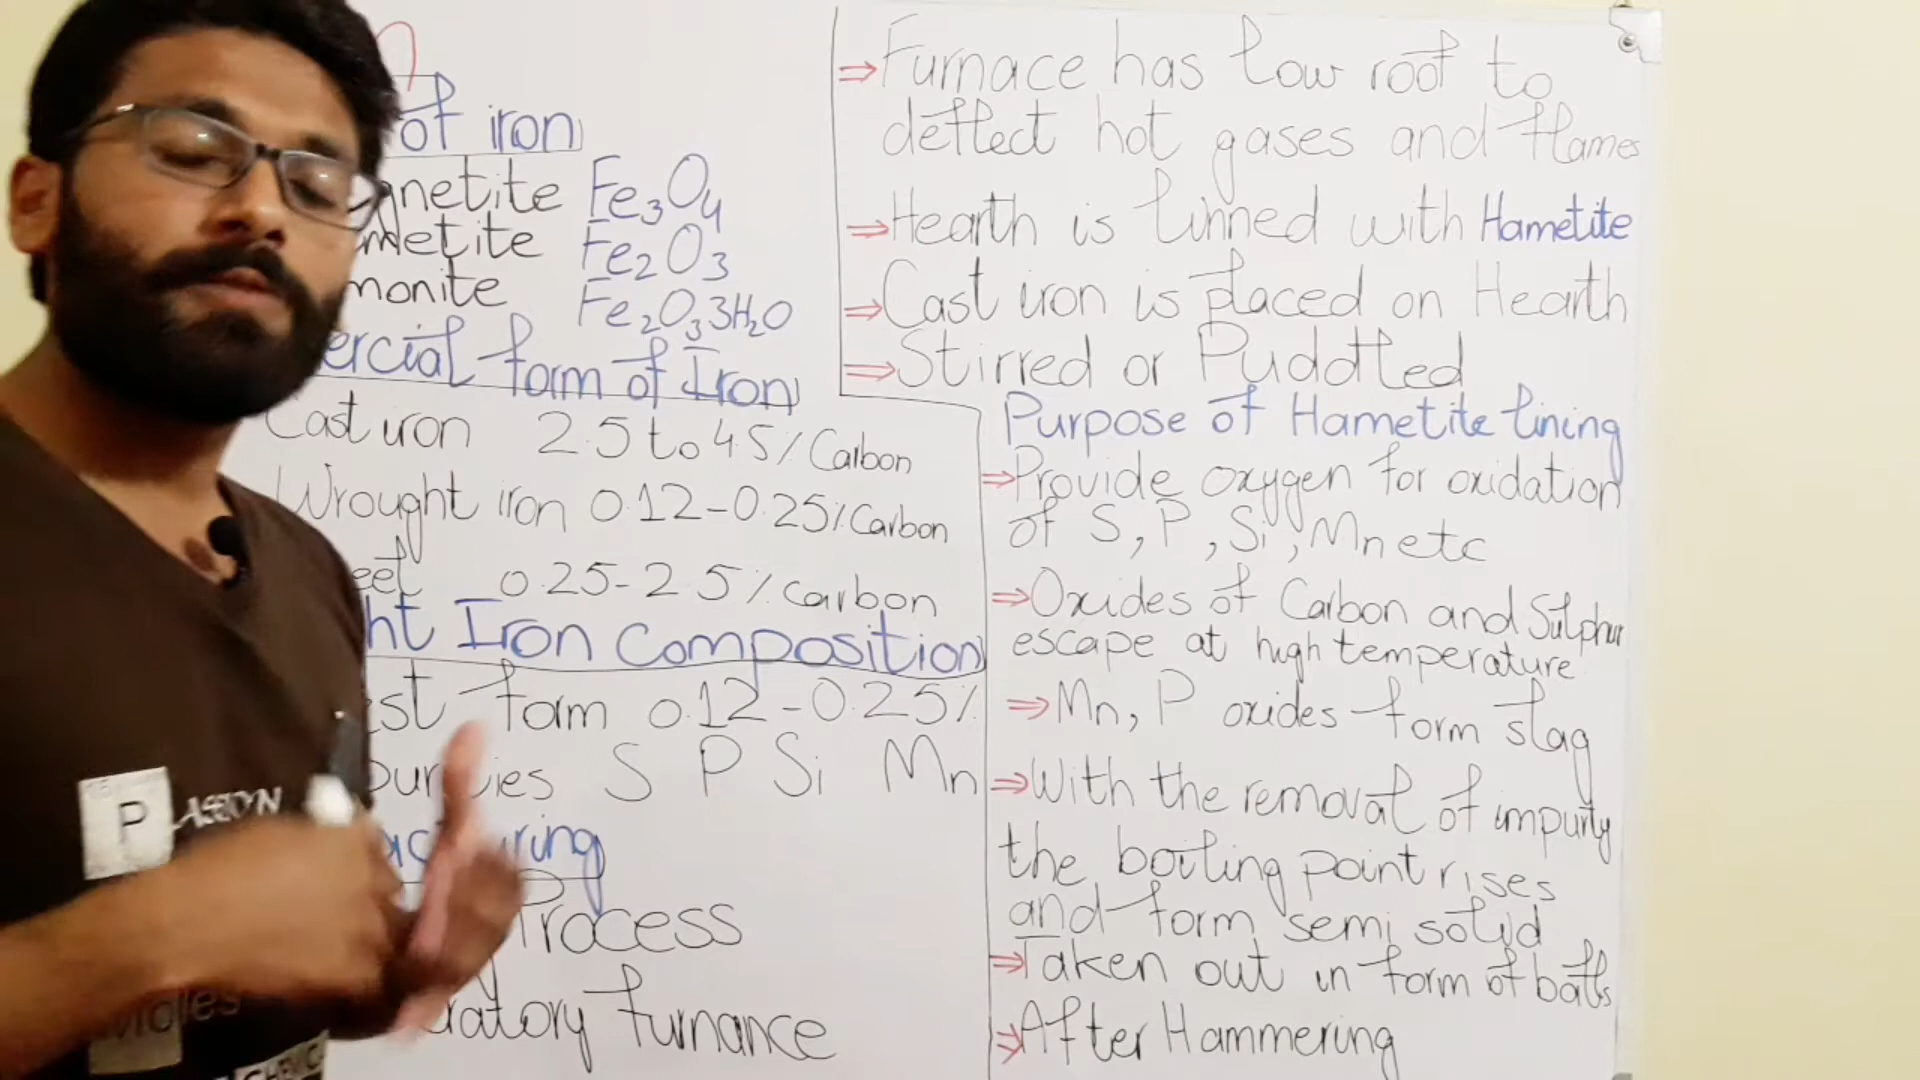 of iron
netite Fe3O4
metite Fe2O3
monite Fe2O3 3H2O
ercial form of Iron
Cast iron 2.5 to 4.5% Carbon
Wrought iron 0.12-0.25% Carbon
eel 0.25-2.5% Carbon
ht Iron Composition
est form 0.12-0.25%
S P Si Mn
uring
Process
ratory furnance
⇒Furnace has low roof to
deflect hot gases and flames
⇒Hearth is linned with Hametite
⇒Cast iron is placed on Hearth
⇒Stirred or Puddled
Purpose of Hametite lining
⇒Provide oxygen for oxidation
of S, P, Si, Mn etc
⇒Oxides of Carbon and Sulphur
escape at high temperature
⇒Mn, P oxides form slag
⇒With the removal of impurity
the boiling point rises
and form semi solid
⇒Taken out in form of balls
⇒After Hammering
P
Moles